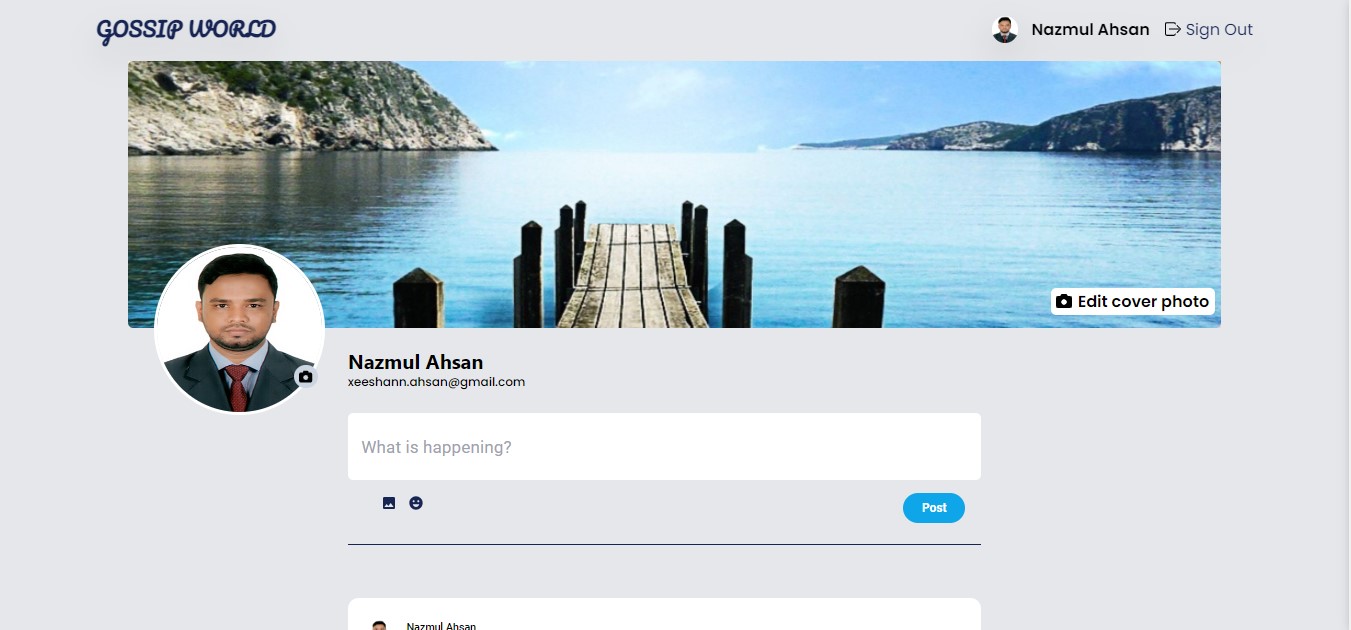 GOSSIP WORLD
Nazmul Ahsan Sign Out
Edit cover photo
Nazmul Ahsan
xeeshann.ahsan@gmail.com
What is happening?
Post
Nazmul Ahsan